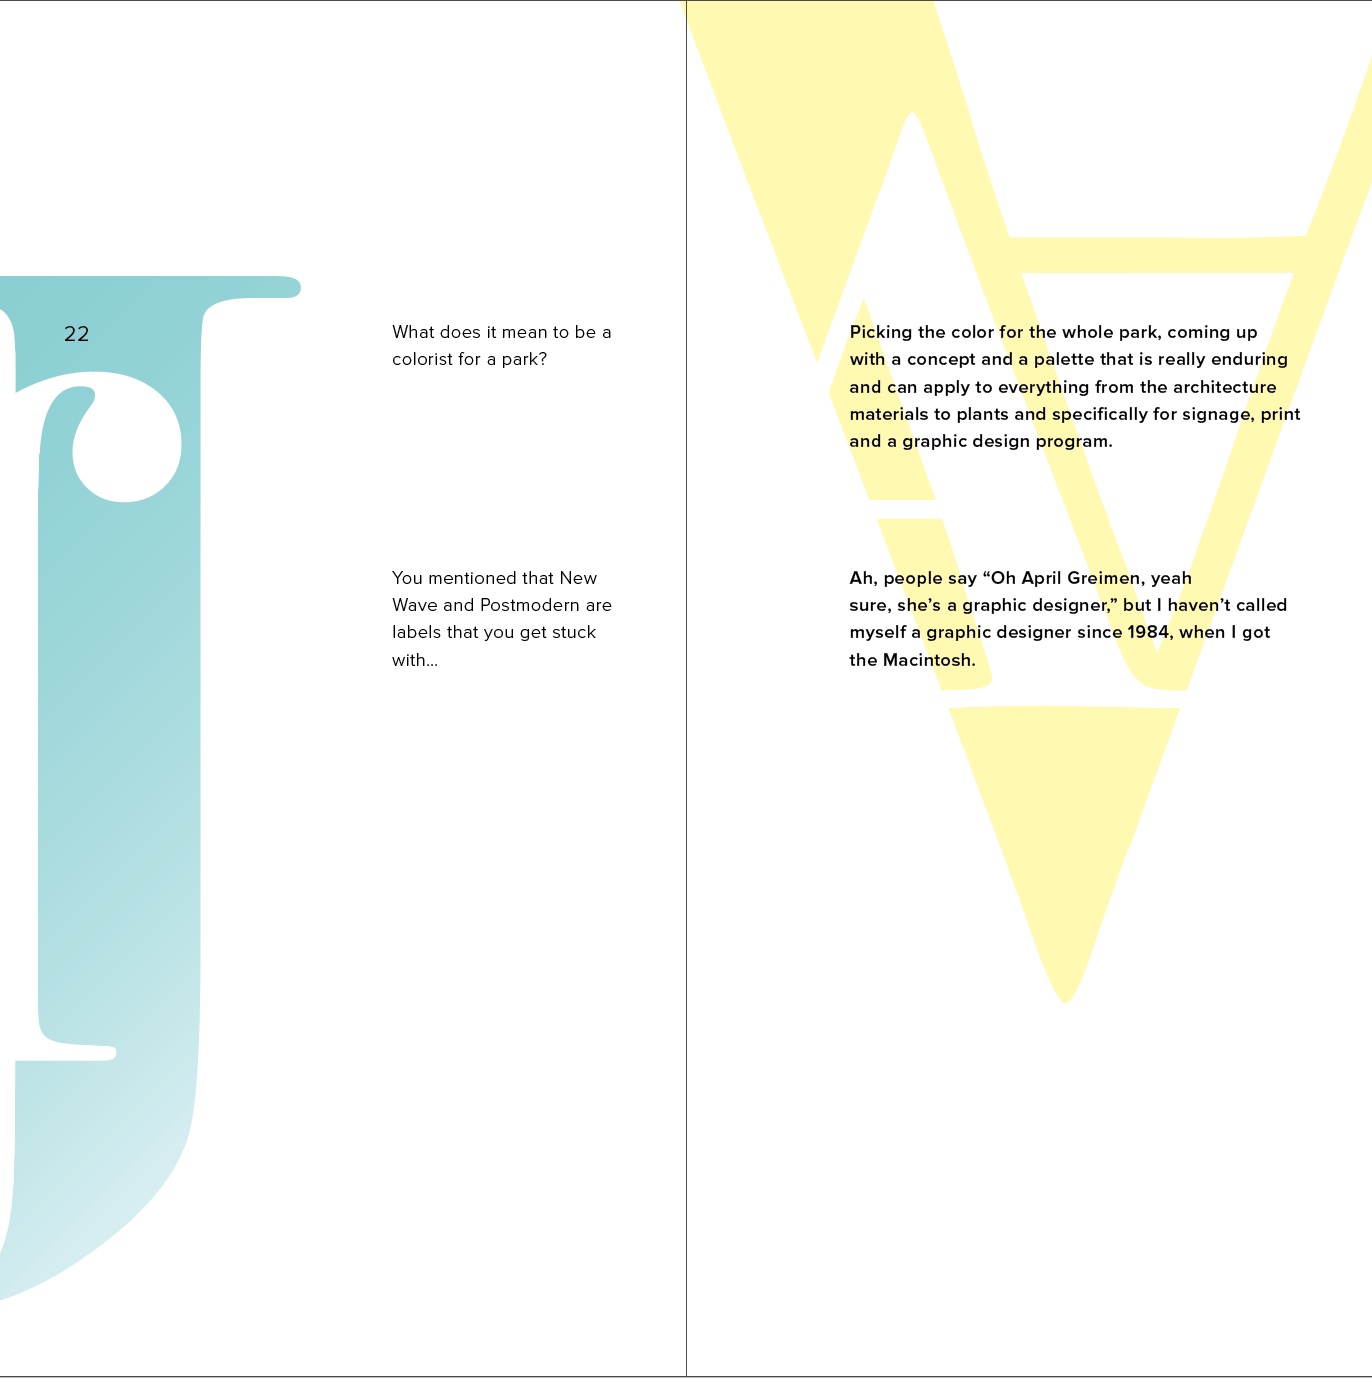 22
What does it mean to be a
colorist for a park?
Picking the color for the whole park, coming up
with a concept and a palette that is really enduring
and can apply to everything from the architecture
materials to plants and specifically for signage, print
and a graphic design program.
You mentioned that New
Wave and Postmodern are
labels that you get stuck
with...
Ah, people say “Oh April Greimen, yeah
sure, she’s a graphic designer,” but I haven’t called
myself a graphic designer since 1984, when I got
the Macintosh.